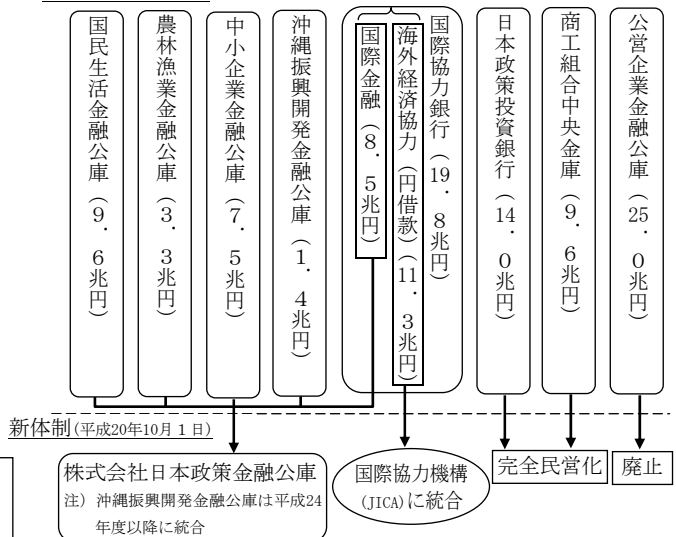 国民生活金融公庫（９．６兆円）
農林漁業金融公庫（３．３兆円）
中小企業金融公庫（７．５兆円）
沖縄振興開発金融公庫（１．４兆円）
国際協力銀行（19．８兆円）
海外経済協力（円借款）（11．３兆円）
国際金融（８．５兆円）
日本政策投資銀行（14．０兆円）
商工組合中央金庫（９．６兆円）
公営企業金融公庫（25．０兆円）
新体制(平成20年10月１日)
株式会社日本政策金融公庫
注）沖縄振興開発金融公庫は平成24
年度以降に統合
国際協力機構
(JICA)に統合
完全民営化
廃止